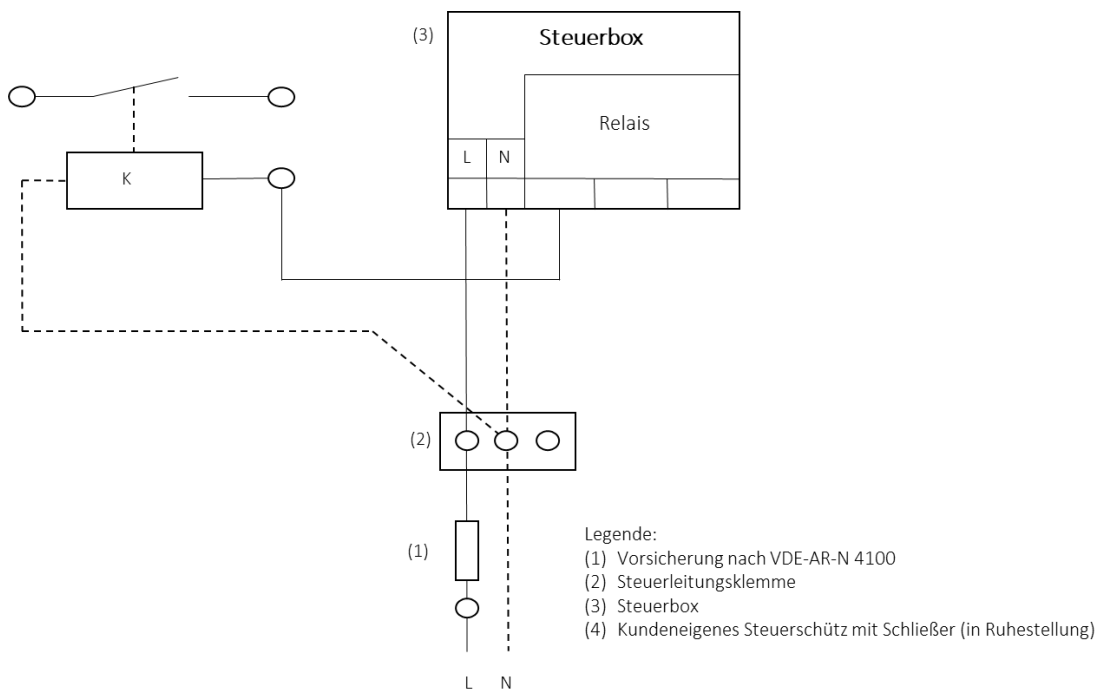 (3) Steuerbox
Relais
L N
K
(2)
(1)
Legende:
(1) Vorsicherung nach VDE-AR-N 4100
(2) Steuerleitungsklemme
(3) Steuerbox
(4) Kundeneigenes Steuerschütz mit Schließer (in Ruhestellung)
L N